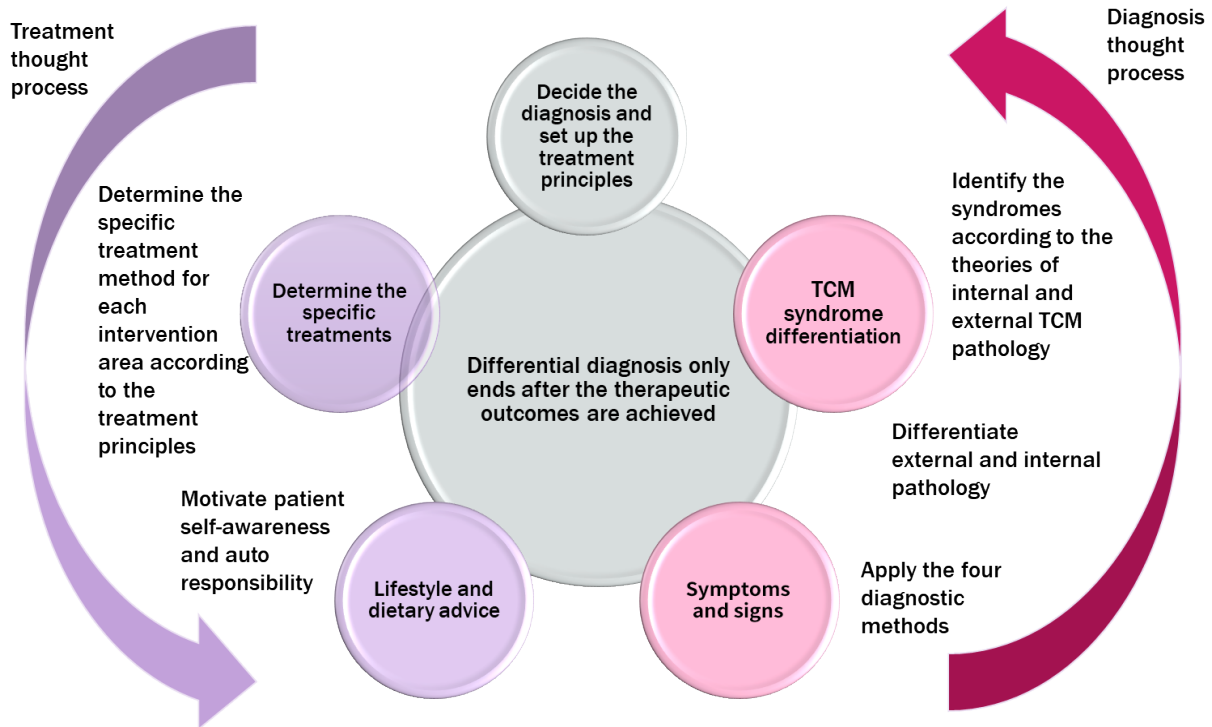 Treatment
thought
process
Diagnosis
thought
process
Decide the
diagnosis and
set up the
treatment
principles
Determine the
specific
treatment
method for
each
intervention
area according
to the
treatment
principles
Determine the
specific
treatments
TCM
syndrome
differentiation
Identify the
syndromes
according to the
theories of
internal and
external TCM
pathology
Differential diagnosis only
ends after the therapeutic
outcomes are achieved
Differentiate
external and internal
pathology
Motivate patient
self-awareness
and auto
responsibility
Lifestyle and
dietary advice
Symptoms
and signs
Apply the four
diagnostic
methods